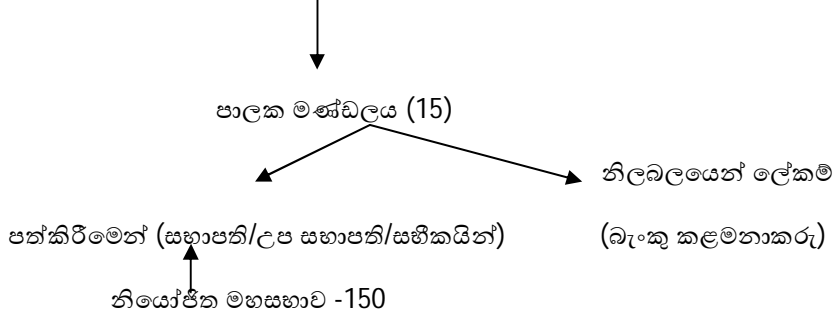 පාලක මණ්ඩලය (15)
නිලබලයෙන් ලේකම්
පත්කිරීමෙන් (සභාපති/උප සභාපති/සභීකයින්)
(බැංකු කළමනාකරු)
නියෝජිත මහසභාව -150